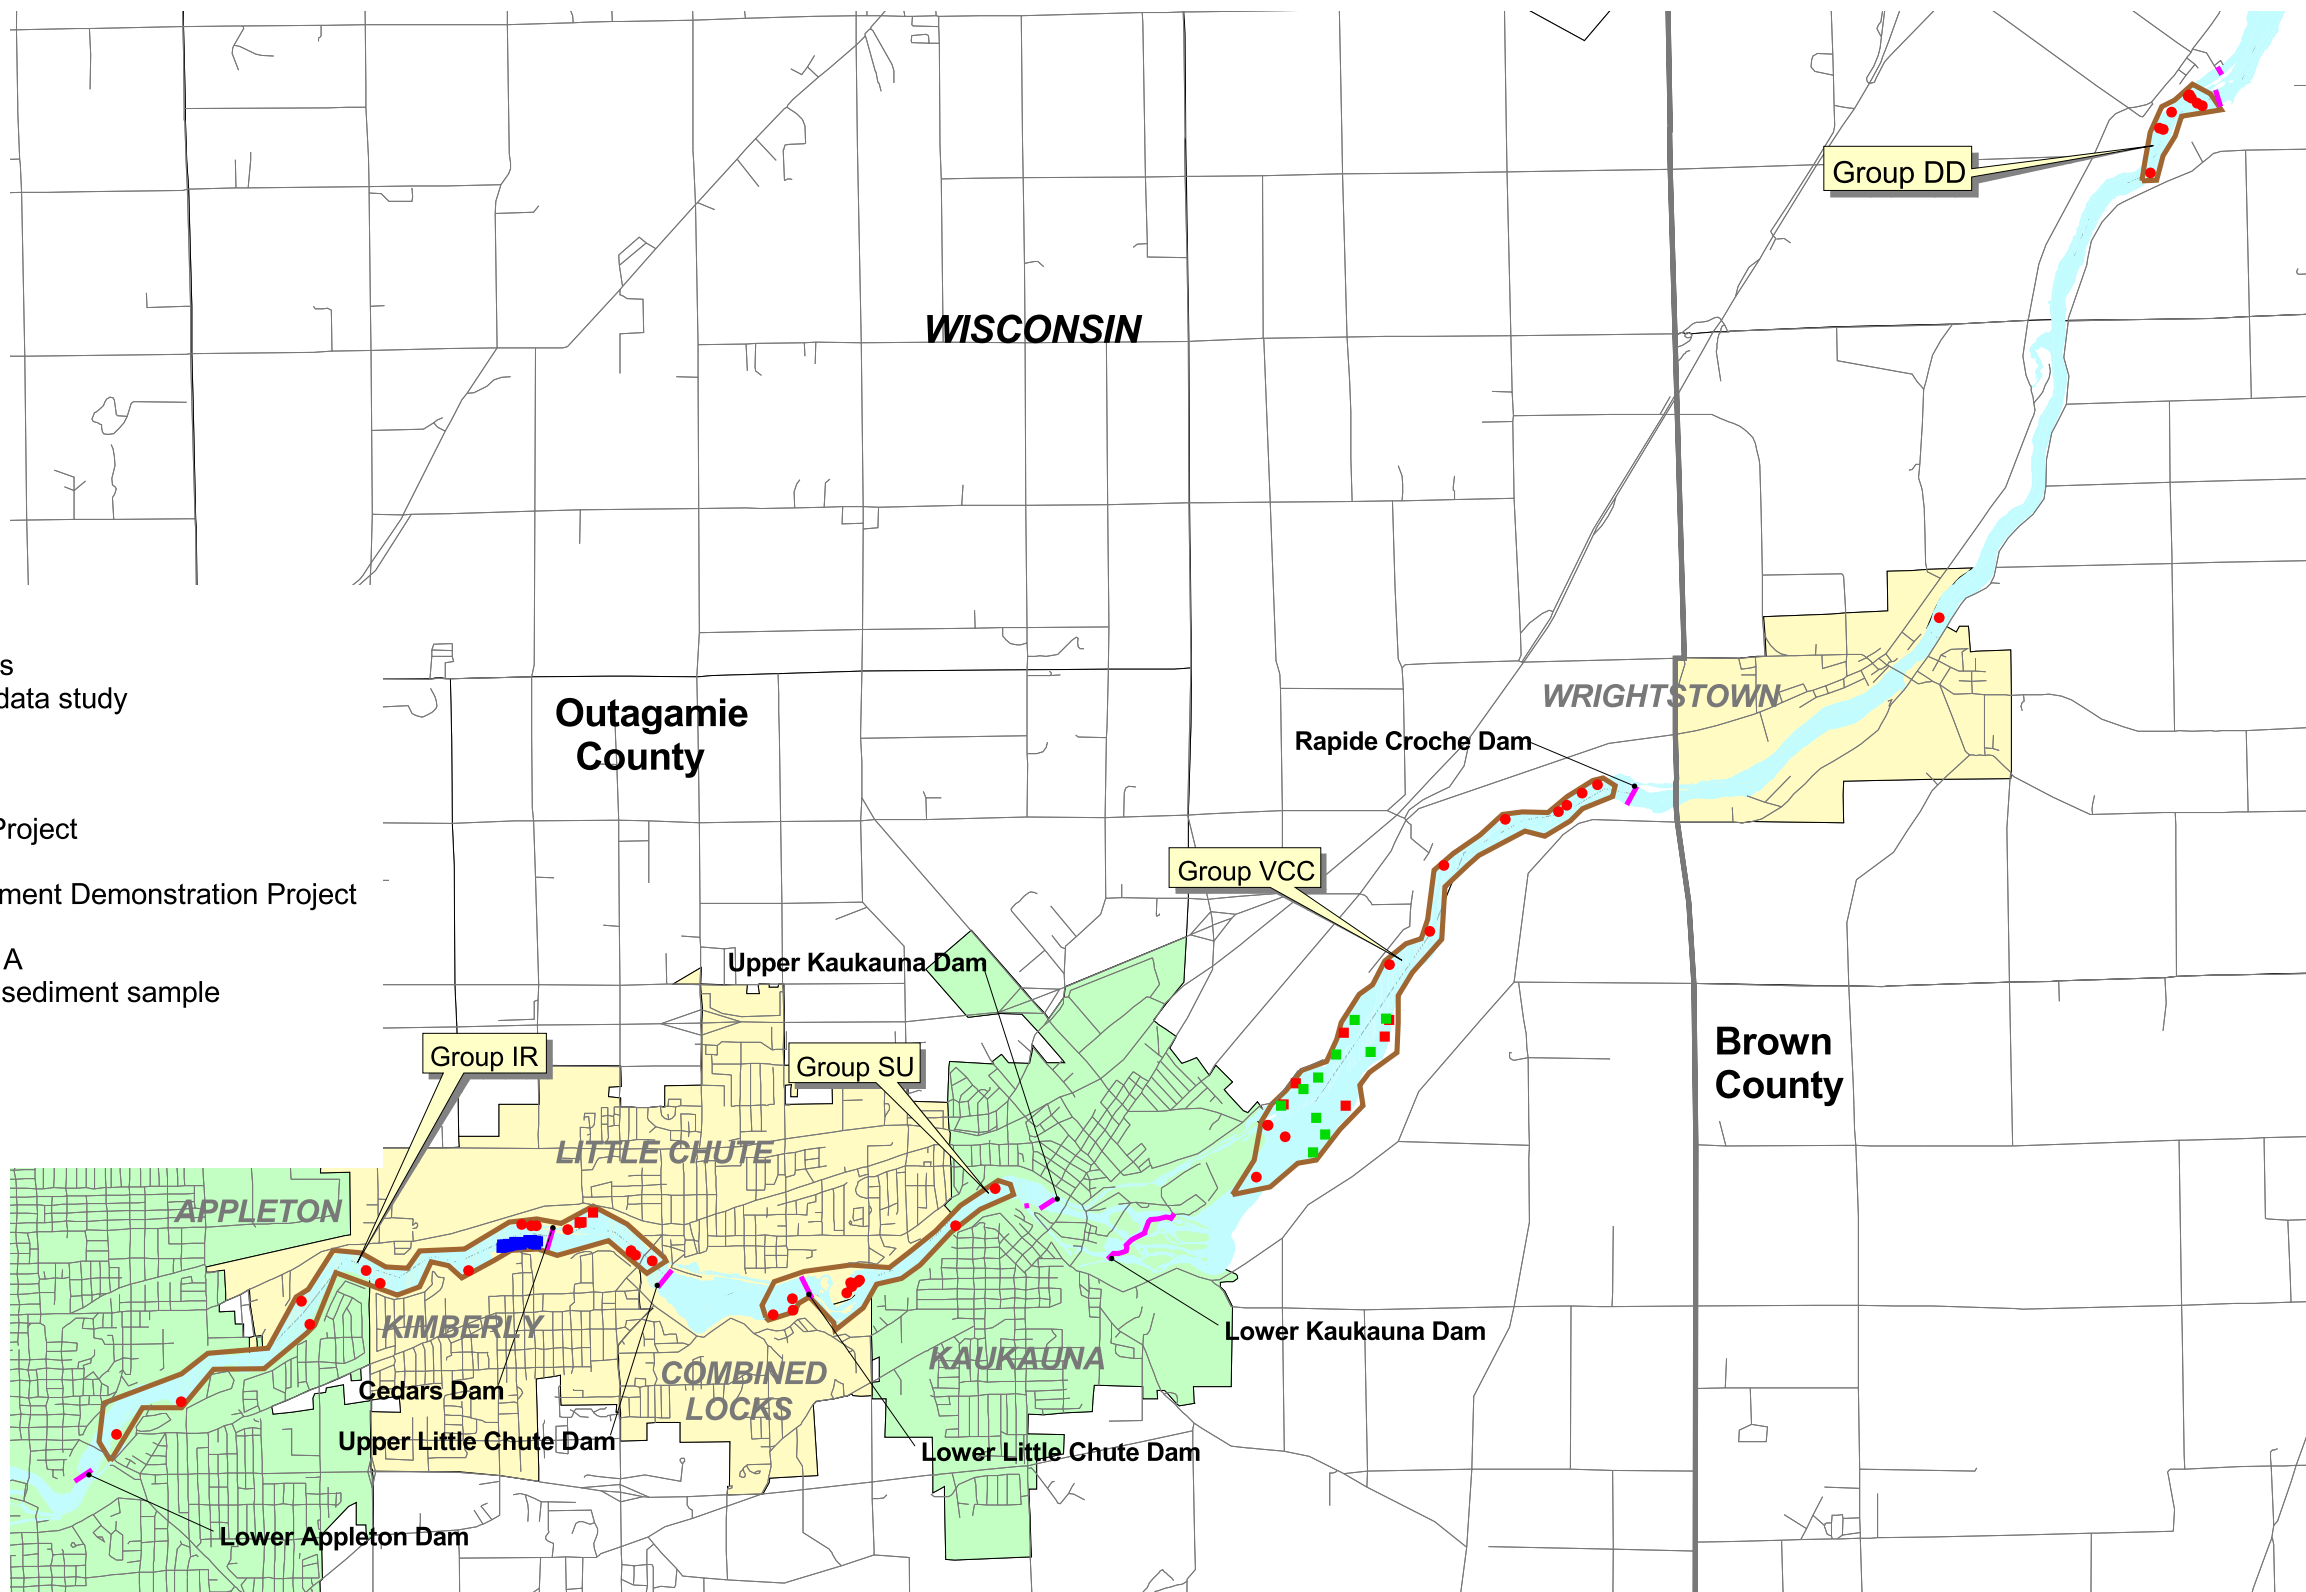 Group DD
WISCONSIN
s
data study
Outagamie
County
WRIGHTSTOWN
Rapide Croche Dam
Project
Group VCC
ment Demonstration Project
A
Upper Kaukauna Dam
sediment sample
Brown
County
Group IR
Group SU
LITTLE CHUTE
APPLETON
KIMBERLY
Lower Kaukauna Dam
KAUKAUNA
COMBINED
LOCKS
Cedars Dam
Upper Little Chute Dam
Lower Little Chute Dam
Lower Appleton Dam